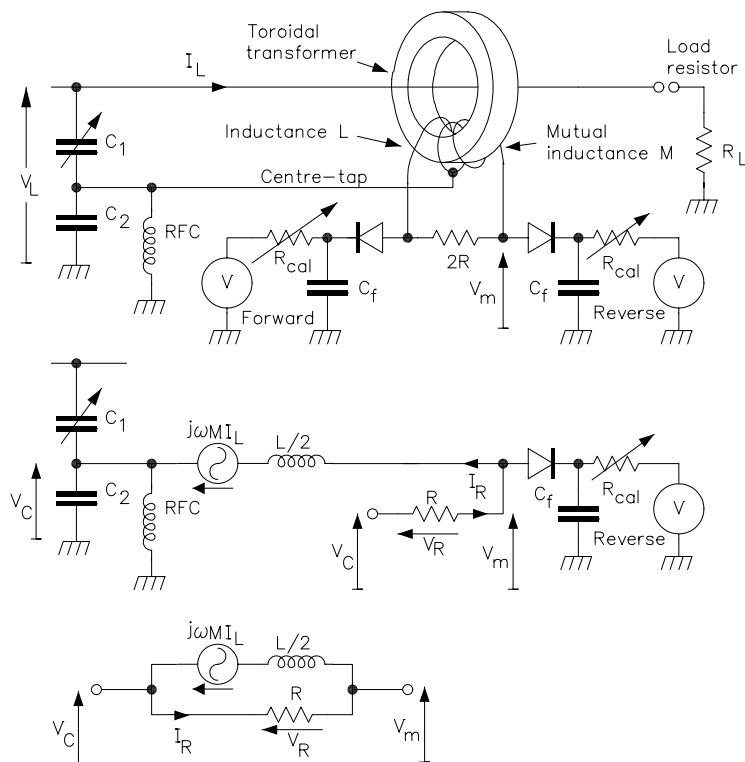 Toroidal
transformer
Load
resistor
I_L
Inductance L
Mutual
inductance M
C_1
R_L
V_L
Centre-tap
C_2
RFC
R_cal
2R
R_cal
V
C_f
V_m
C_f
V
Forward
Reverse
C_1
jωMI_L
L/2
C_2
V_C
RFC
R
I_R
C_f
R_cal
V
V_R
Reverse
V_C
V_m
jωMI_L
L/2
R
V_C
I_R
V_R
V_m